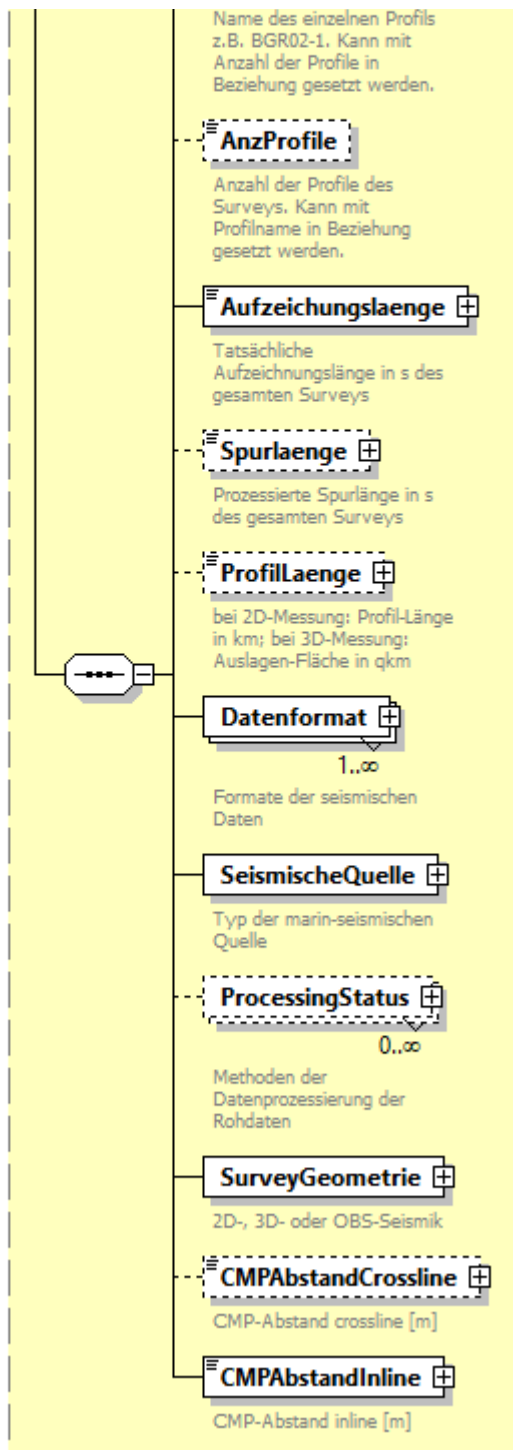 Name des einzelnen Profils
z.B. BGR02-1. Kann mit
Anzahl der Profile in
Beziehung gesetzt werden.
AnzProfile
Anzahl der Profile des
Surveys. Kann mit
Profilname in Beziehung
gesetzt werden.
Aufzeichungslaenge
Tatsächliche
Aufzeichnungslänge in s des
gesamten Surveys
Spurlaenge
Prozessierte Spurlänge in s
des gesamten Surveys
ProfilLaenge
bei 2D-Messung: Profil-Länge
in km; bei 3D-Messung:
Auslagen-Fläche in qkm
Datenformat
1..∞
Formate der seismischen
Daten
SeismischeQuelle
Typ der marin-seismischen
Quelle
ProcessingStatus
0..∞
Methoden der
Datenprozessierung der
Rohdaten
SurveyGeometrie
2D-, 3D- oder OBS-Seismik
CMPAbstandCrossline
CMP-Abstand crossline [m]
CMPAbstandInline
CMP-Abstand inline [m]